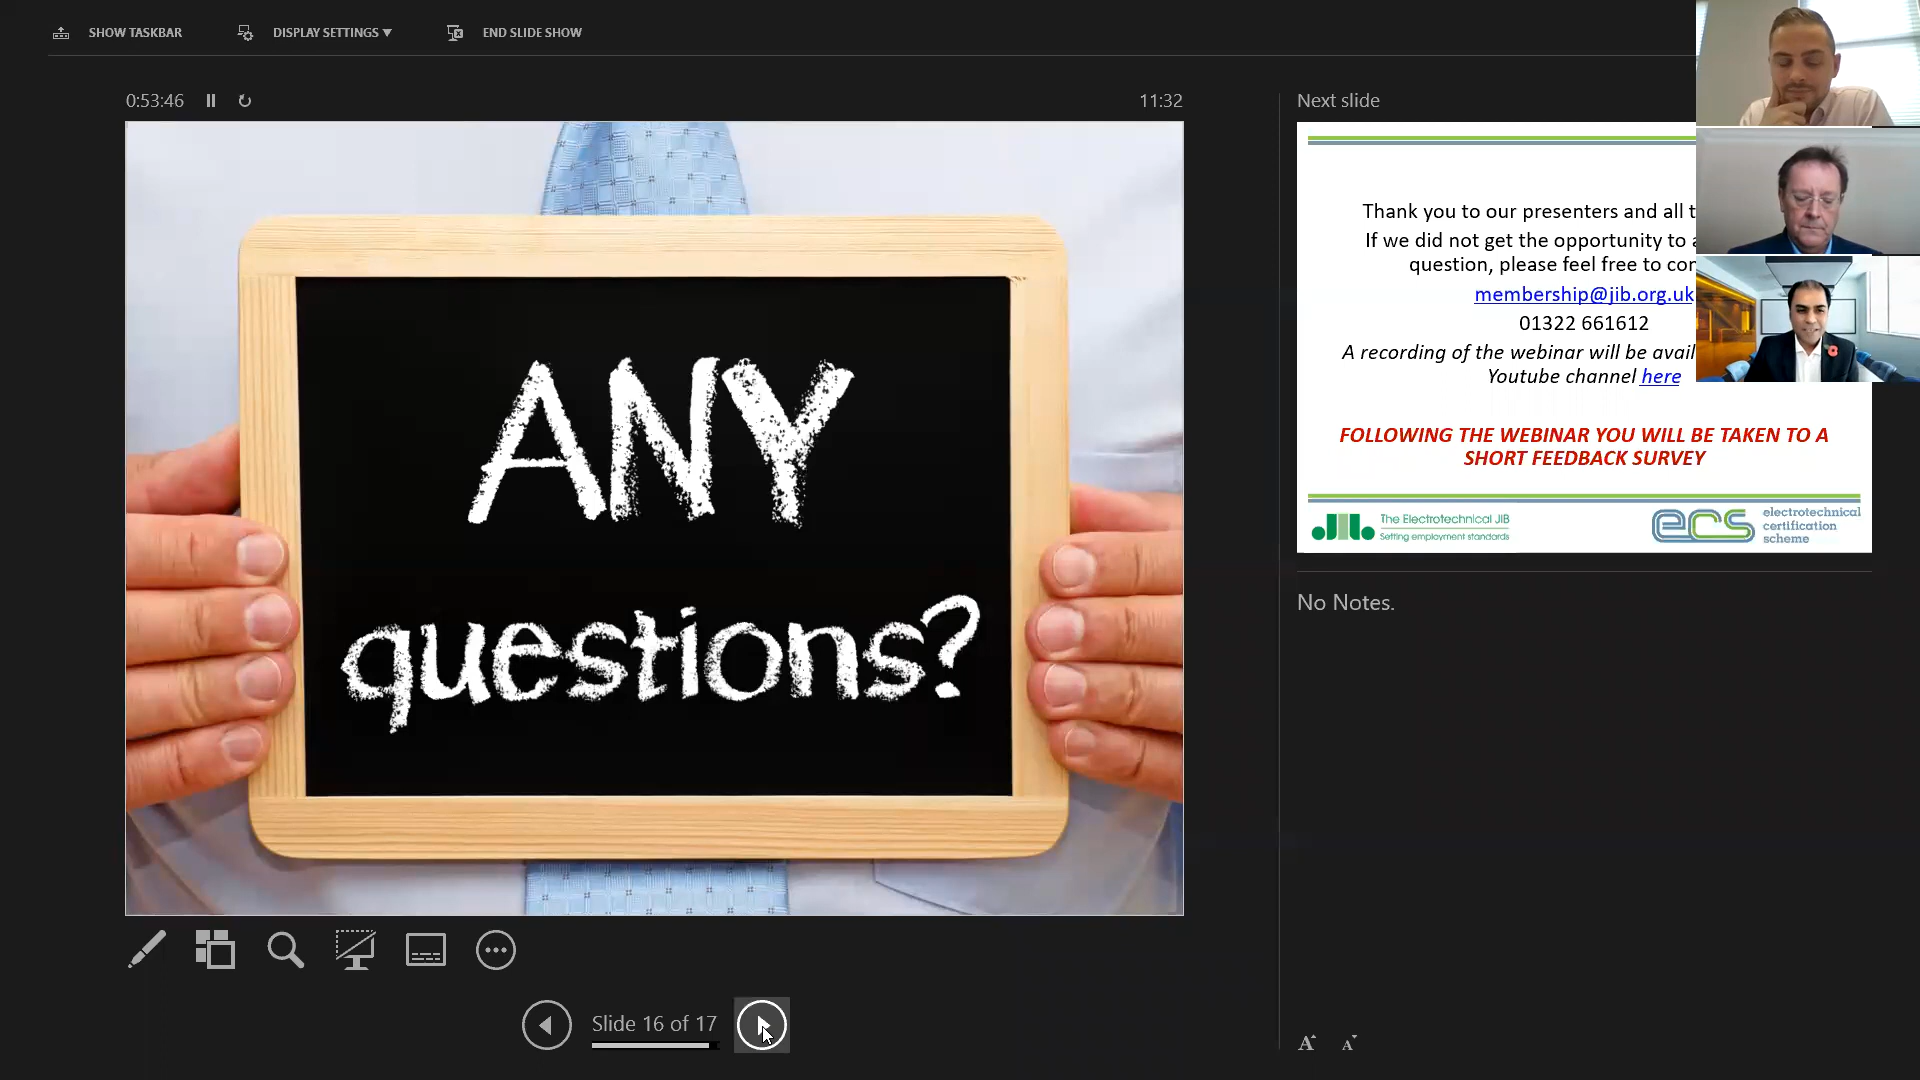 SHOW TASKBAR
DISPLAY SETTINGS ▼
END SLIDE SHOW
0:53:46
11:32
Next slide
ANY
questions?
Thank you to our presenters and all
If we did not get the opportunity to
question, please feel free to
membership@jib.org.uk
01322 661612
A recording of the webinar will be
Youtube channel here
FOLLOWING THE WEBINAR YOU WILL BE TAKEN TO A
SHORT FEEDBACK SURVEY
JIB
The Electrotechnical JIB
Setting employment standards
ecs
electrotechnical
certification
scheme
No Notes.
Slide 16 of 17
A
A